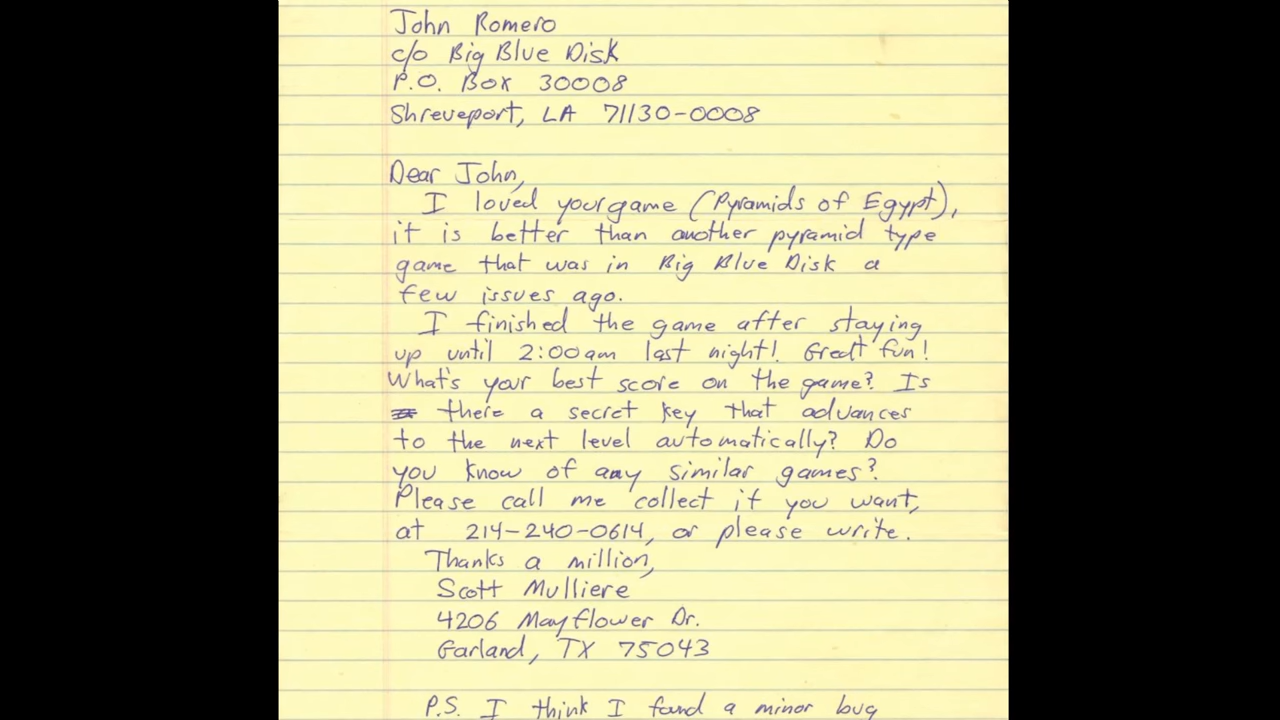 John Romero
c/o Big Blue Disk
P.O. Box 30008
Shreveport, LA 71130-0008
Dear John,
I loved your game (Pyramids of Egypt),
it is better than another pyramid type
game that was in Big Blue Disk a
few issues ago.
I finished the game after staying
up until 2:00am last night! Great fun!
What's your best score on the game? Is
there a secret key that advances
to the next level automatically? Do
you know of any similar games?
Please call me collect if you want,
at 214-240-0614, or please write.
Thanks a million,
Scott Mulliere
4206 Mayflower Dr.
Garland, TX 75043
P.S. I think I found a minor bug